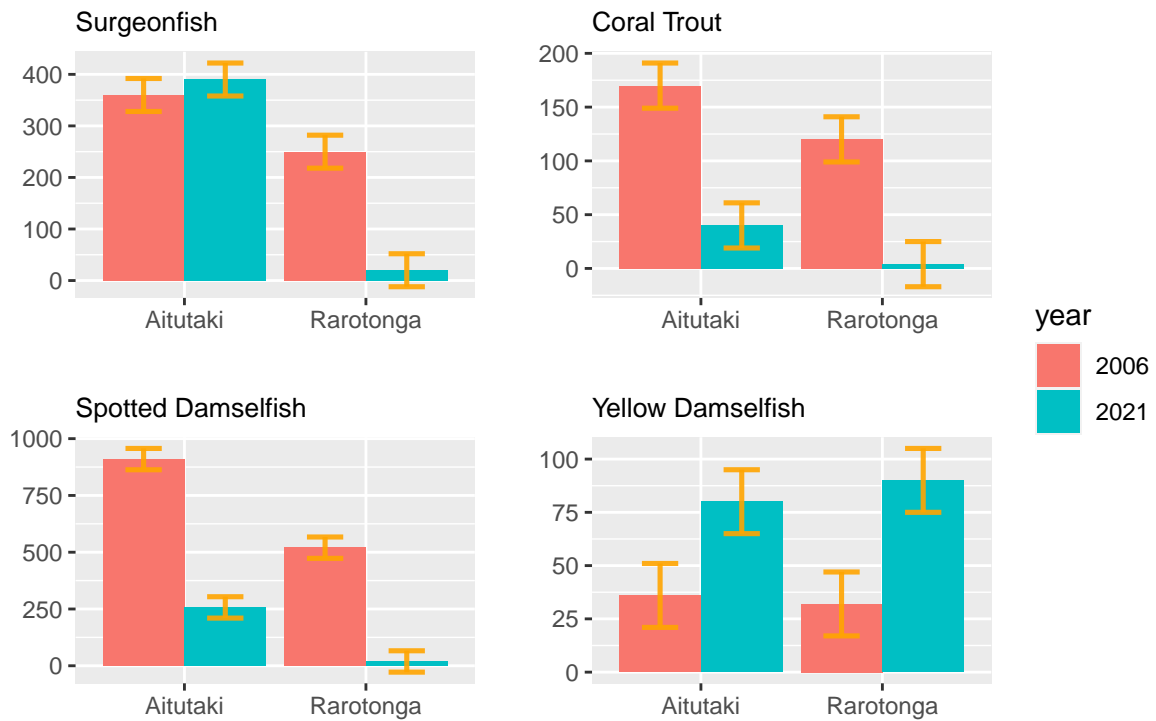 Surgeonfish
400
300
200
100
0
Aitutaki Rarotonga
Coral Trout
200
150
100
50
0
Aitutaki Rarotonga
Spotted Damselfish
1000
750
500
250
0
Aitutaki Rarotonga
Yellow Damselfish
100
75
50
25
0
Aitutaki Rarotonga
year
2006
2021